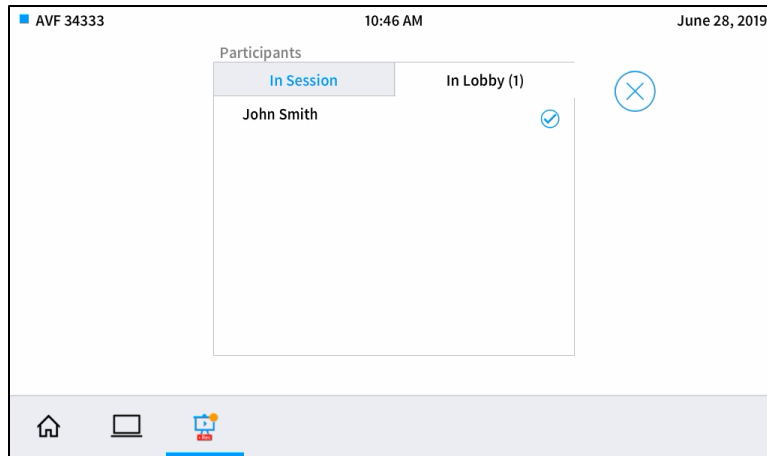 AVF 34333 10:46 AM June 28, 2019
Participants
In Session In Lobby (1)
John Smith